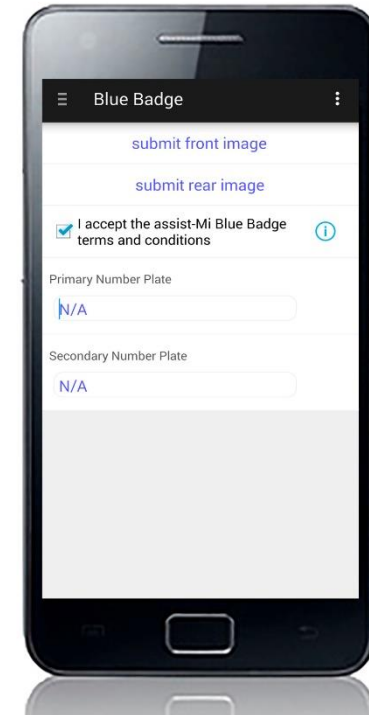 Blue Badge
submit front image
submit rear image
I accept the assist-Mi Blue Badge
terms and conditions
Primary Number Plate
N/A
Secondary Number Plate
N/A